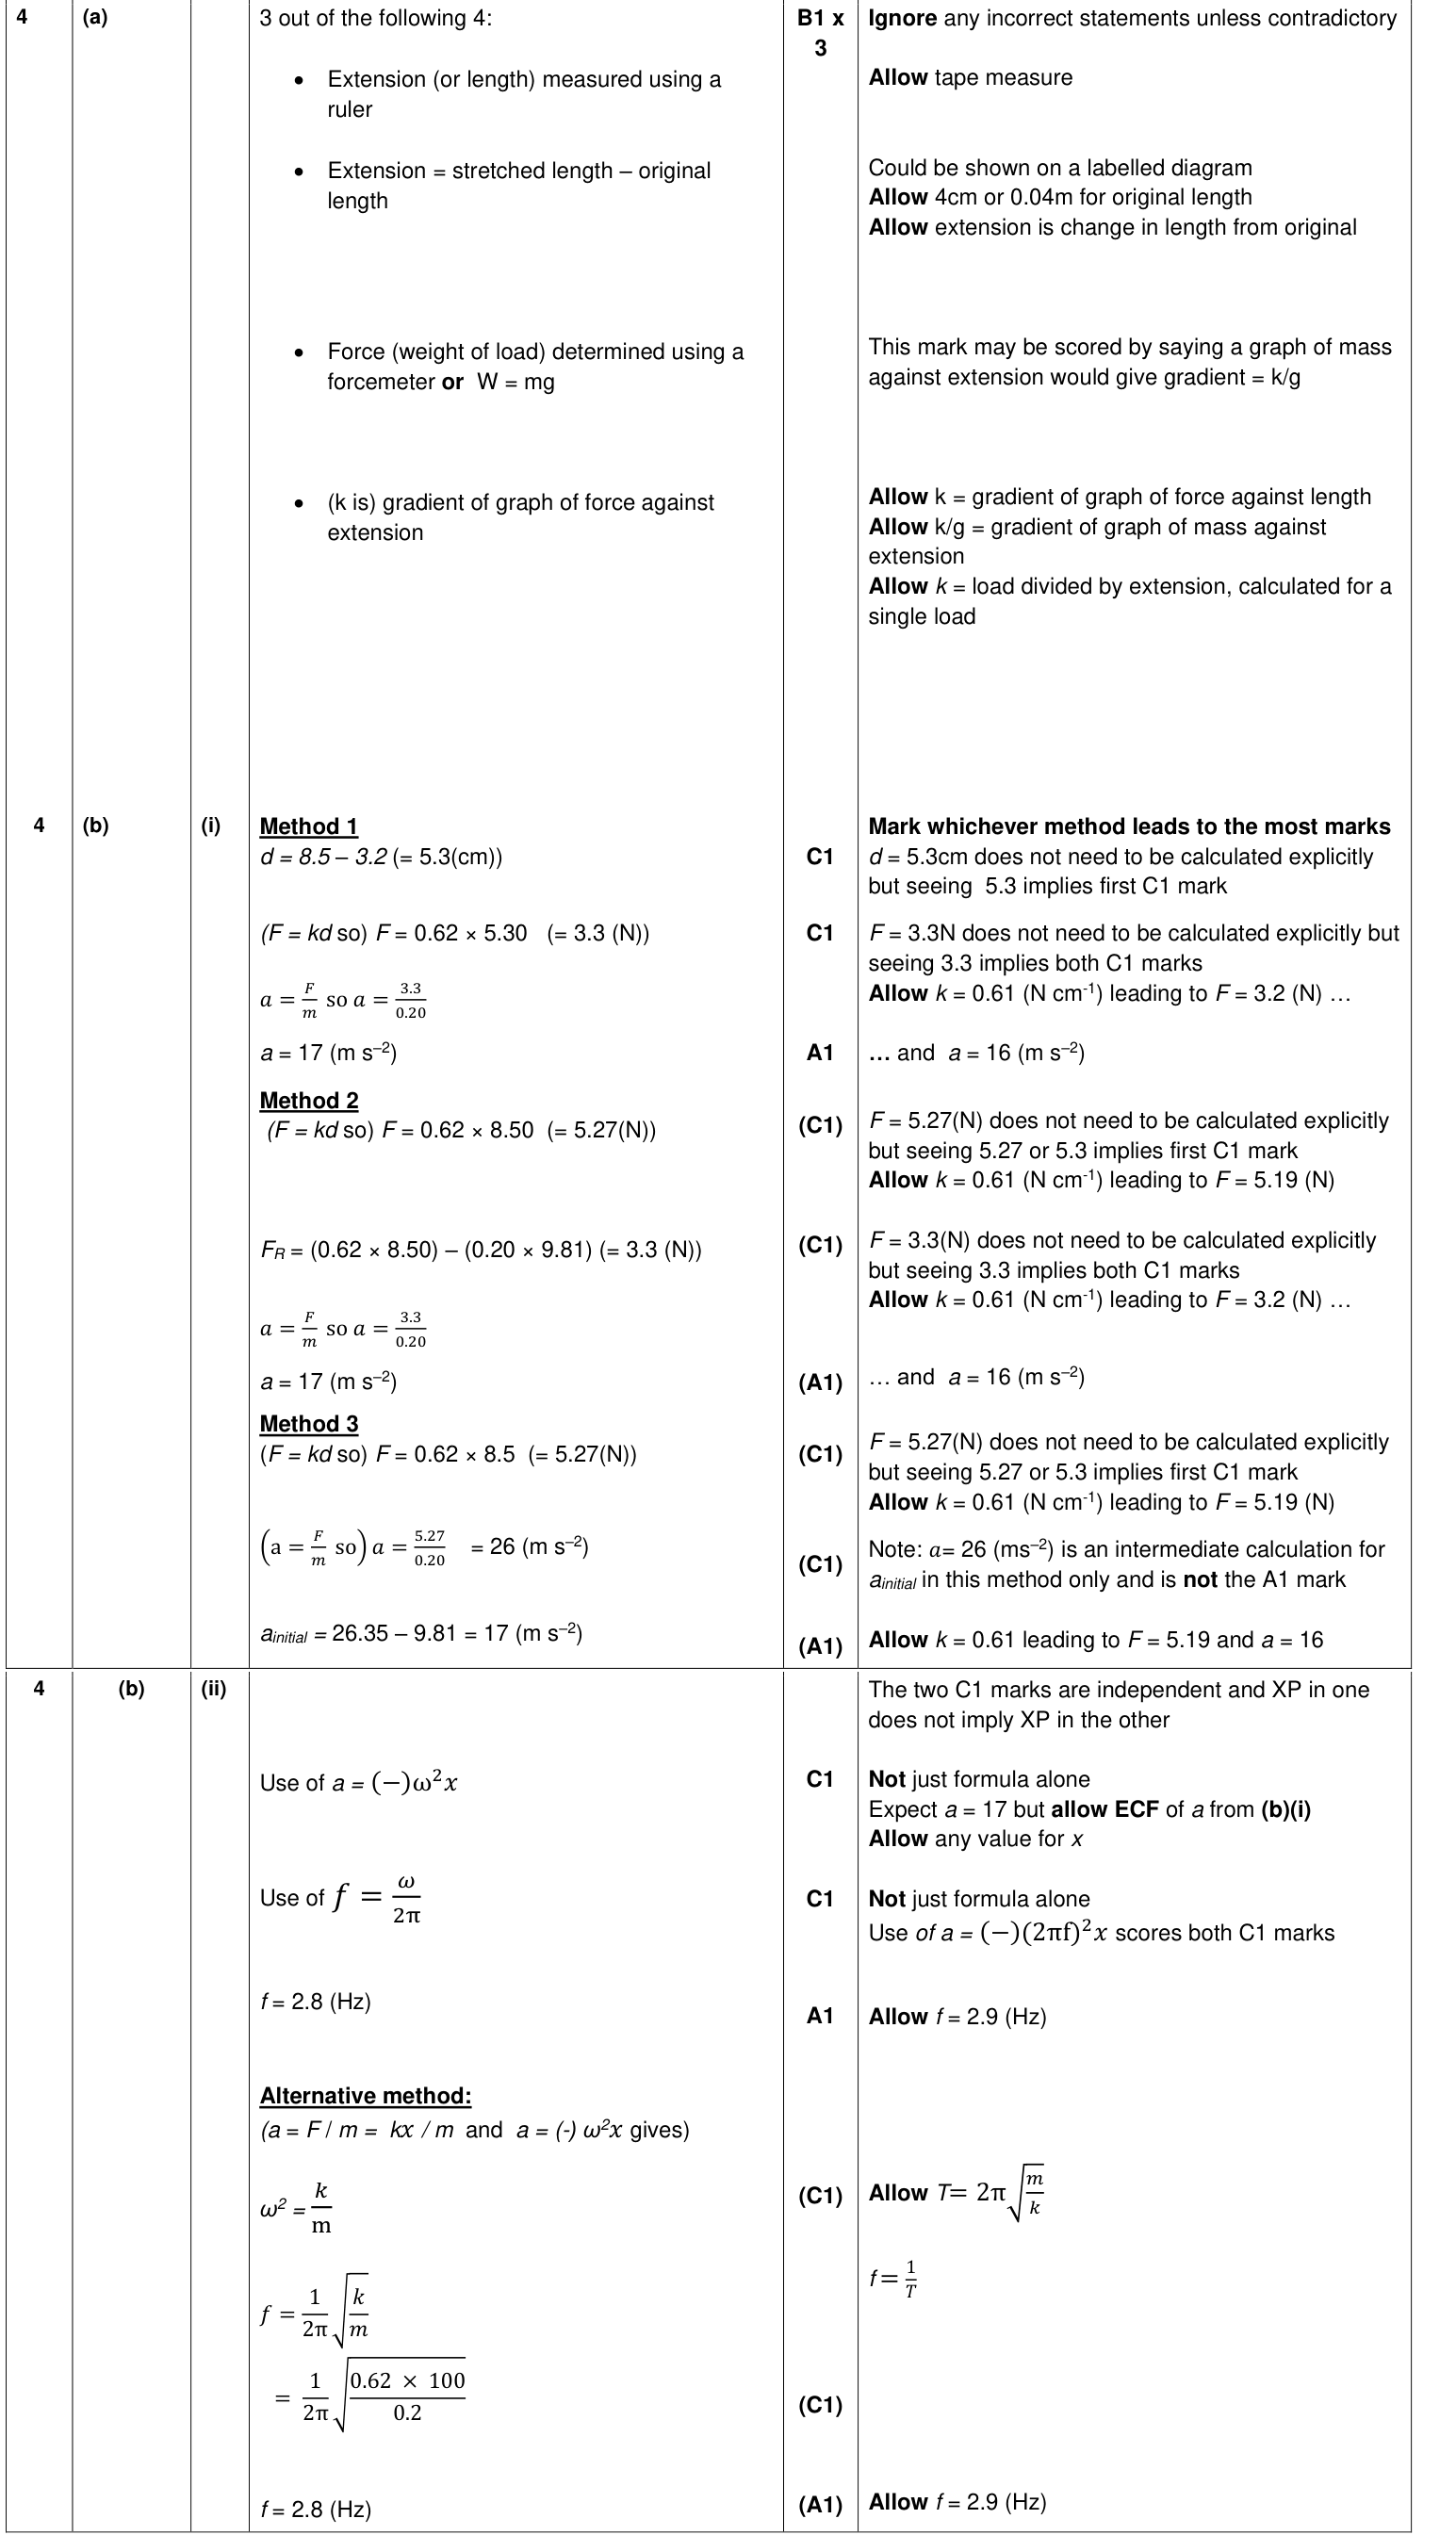 4 (a) 3 out of the following 4: B1 x 3 Ignore any incorrect statements unless contradictory
• Extension (or length) measured using a
ruler
Allow tape measure
• Extension = stretched length – original
length
Could be shown on a labelled diagram
Allow 4cm or 0.04m for original length
Allow extension is change in length from original
• Force (weight of load) determined using a
forcemeter or W = mg
This mark may be scored by saying a graph of mass
against extension would give gradient = k/g
• (k is) gradient of graph of force against
extension
Allow k = gradient of graph of force against length
Allow k/g = gradient of graph of mass against
extension
Allow k = load divided by extension, calculated for a
single load
4 (b) (i) Method 1 Mark whichever method leads to the most marks
d = 8.5 – 3.2 (= 5.3(cm)) C1 d = 5.3cm does not need to be calculated explicitly
but seeing 5.3 implies first C1 mark
(F = kd so) F = 0.62 × 5.30 (= 3.3 (N)) C1 F = 3.3N does not need to be calculated explicitly but
seeing 3.3 implies both C1 marks
a = F/m so a = 3.3/0.20 Allow k = 0.61 (N cm⁻¹) leading to F = 3.2 (N) …
a = 17 (m s⁻²) A1 … and a = 16 (m s⁻²)
Method 2
(F = kd so) F = 0.62 × 8.50 (= 5.27(N)) (C1) F = 5.27(N) does not need to be calculated explicitly
but seeing 5.27 or 5.3 implies first C1 mark
Allow k = 0.61 (N cm⁻¹) leading to F = 5.19 (N)
F_R = (0.62 × 8.50) – (0.20 × 9.81) (= 3.3 (N)) (C1) F = 3.3(N) does not need to be calculated explicitly
but seeing 3.3 implies both C1 marks
Allow k = 0.61 (N cm⁻¹) leading to F = 3.2 (N) …
a = F/m so a = 3.3/0.20
a = 17 (m s⁻²) (A1) … and a = 16 (m s⁻²)
Method 3
(F = kd so) F = 0.62 × 8.5 (= 5.27(N)) (C1) F = 5.27(N) does not need to be calculated explicitly
but seeing 5.27 or 5.3 implies first C1 mark
Allow k = 0.61 (N cm⁻¹) leading to F = 5.19 (N)
(a = F/m so) a = 5.27/0.20 = 26 (m s⁻²) (C1) Note: a= 26 (ms⁻²) is an intermediate calculation for
a_initial in this method only and is not the A1 mark
a_initial = 26.35 – 9.81 = 17 (m s⁻²) (A1) Allow k = 0.61 leading to F = 5.19 and a = 16
4 (b) (ii) The two C1 marks are independent and XP in one
does not imply XP in the other
Use of a = (−)ω²x C1 Not just formula alone
Expect a = 17 but allow ECF of a from (b)(i)
Allow any value for x
Use of f = ω/2π C1 Not just formula alone
Use of a = (−)(2πf)²x scores both C1 marks
f = 2.8 (Hz) A1 Allow f = 2.9 (Hz)
Alternative method:
(a = F / m = kx / m and a = (-) ω²x gives)
ω² = k/m (C1) Allow T= 2π√(m/k)
f= 1/T
f = 1/2π √(k/m)
= 1/2π √(0.62 × 100/0.2) (C1)
f = 2.8 (Hz) (A1) Allow f = 2.9 (Hz)